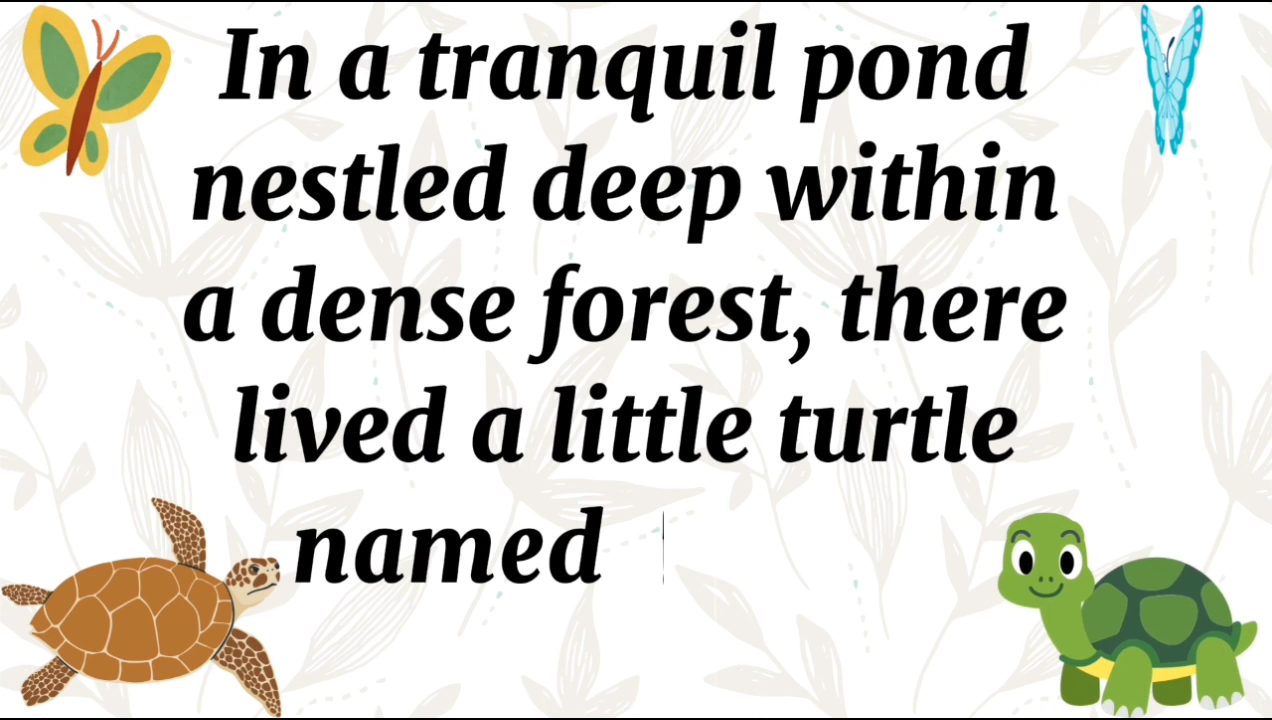 In a tranquil pond
nestled deep within
a dense forest, there
lived a little turtle
named